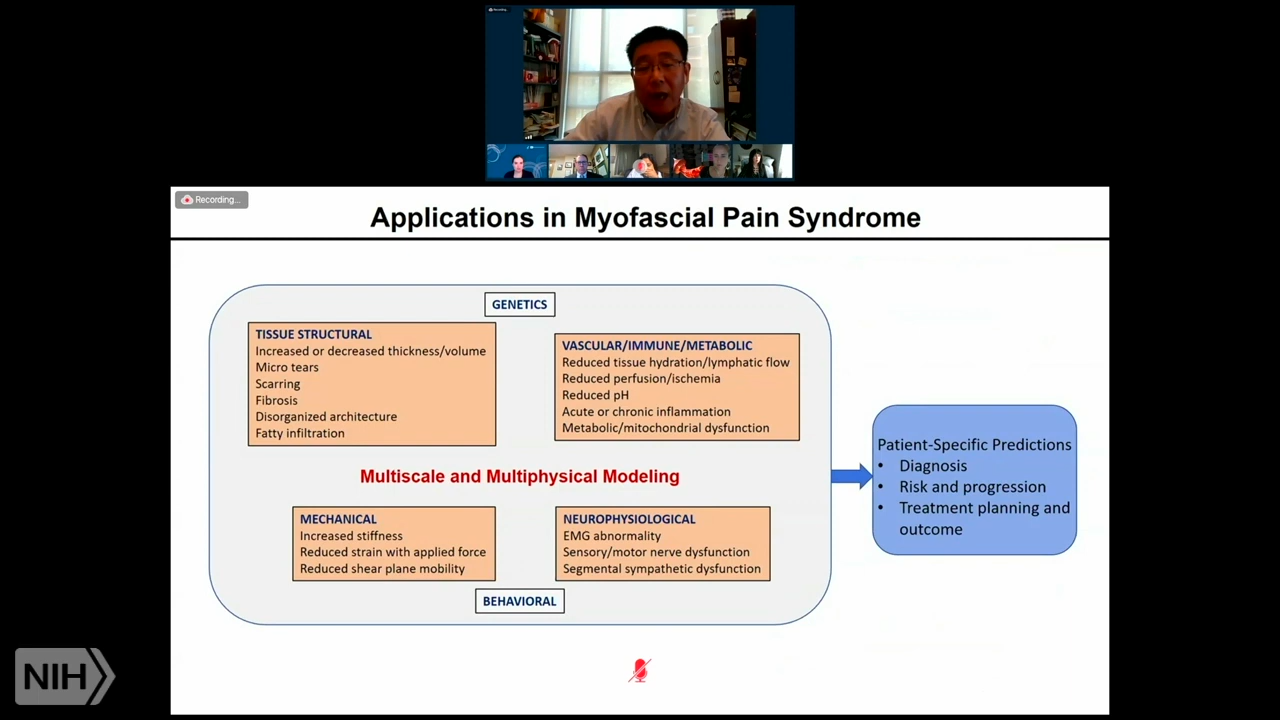 Recording...
Applications in Myofascial Pain Syndrome
GENETICS
TISSUE STRUCTURAL
Increased or decreased thickness/volume
Micro tears
Scarring
Fibrosis
Disorganized architecture
Fatty infiltration
VASCULAR/IMMUNE/METABOLIC
Reduced tissue hydration/lymphatic flow
Reduced perfusion/ischemia
Reduced pH
Acute or chronic inflammation
Metabolic/mitochondrial dysfunction
Multiscale and Multiphysical Modeling
MECHANICAL
Increased stiffness
Reduced strain with applied force
Reduced shear plane mobility
NEUROPHYSIOLOGICAL
EMG abnormality
Sensory/motor nerve dysfunction
Segmental sympathetic dysfunction
BEHAVIORAL
Patient-Specific Predictions
• Diagnosis
• Risk and progression
• Treatment planning and
outcome
NIH